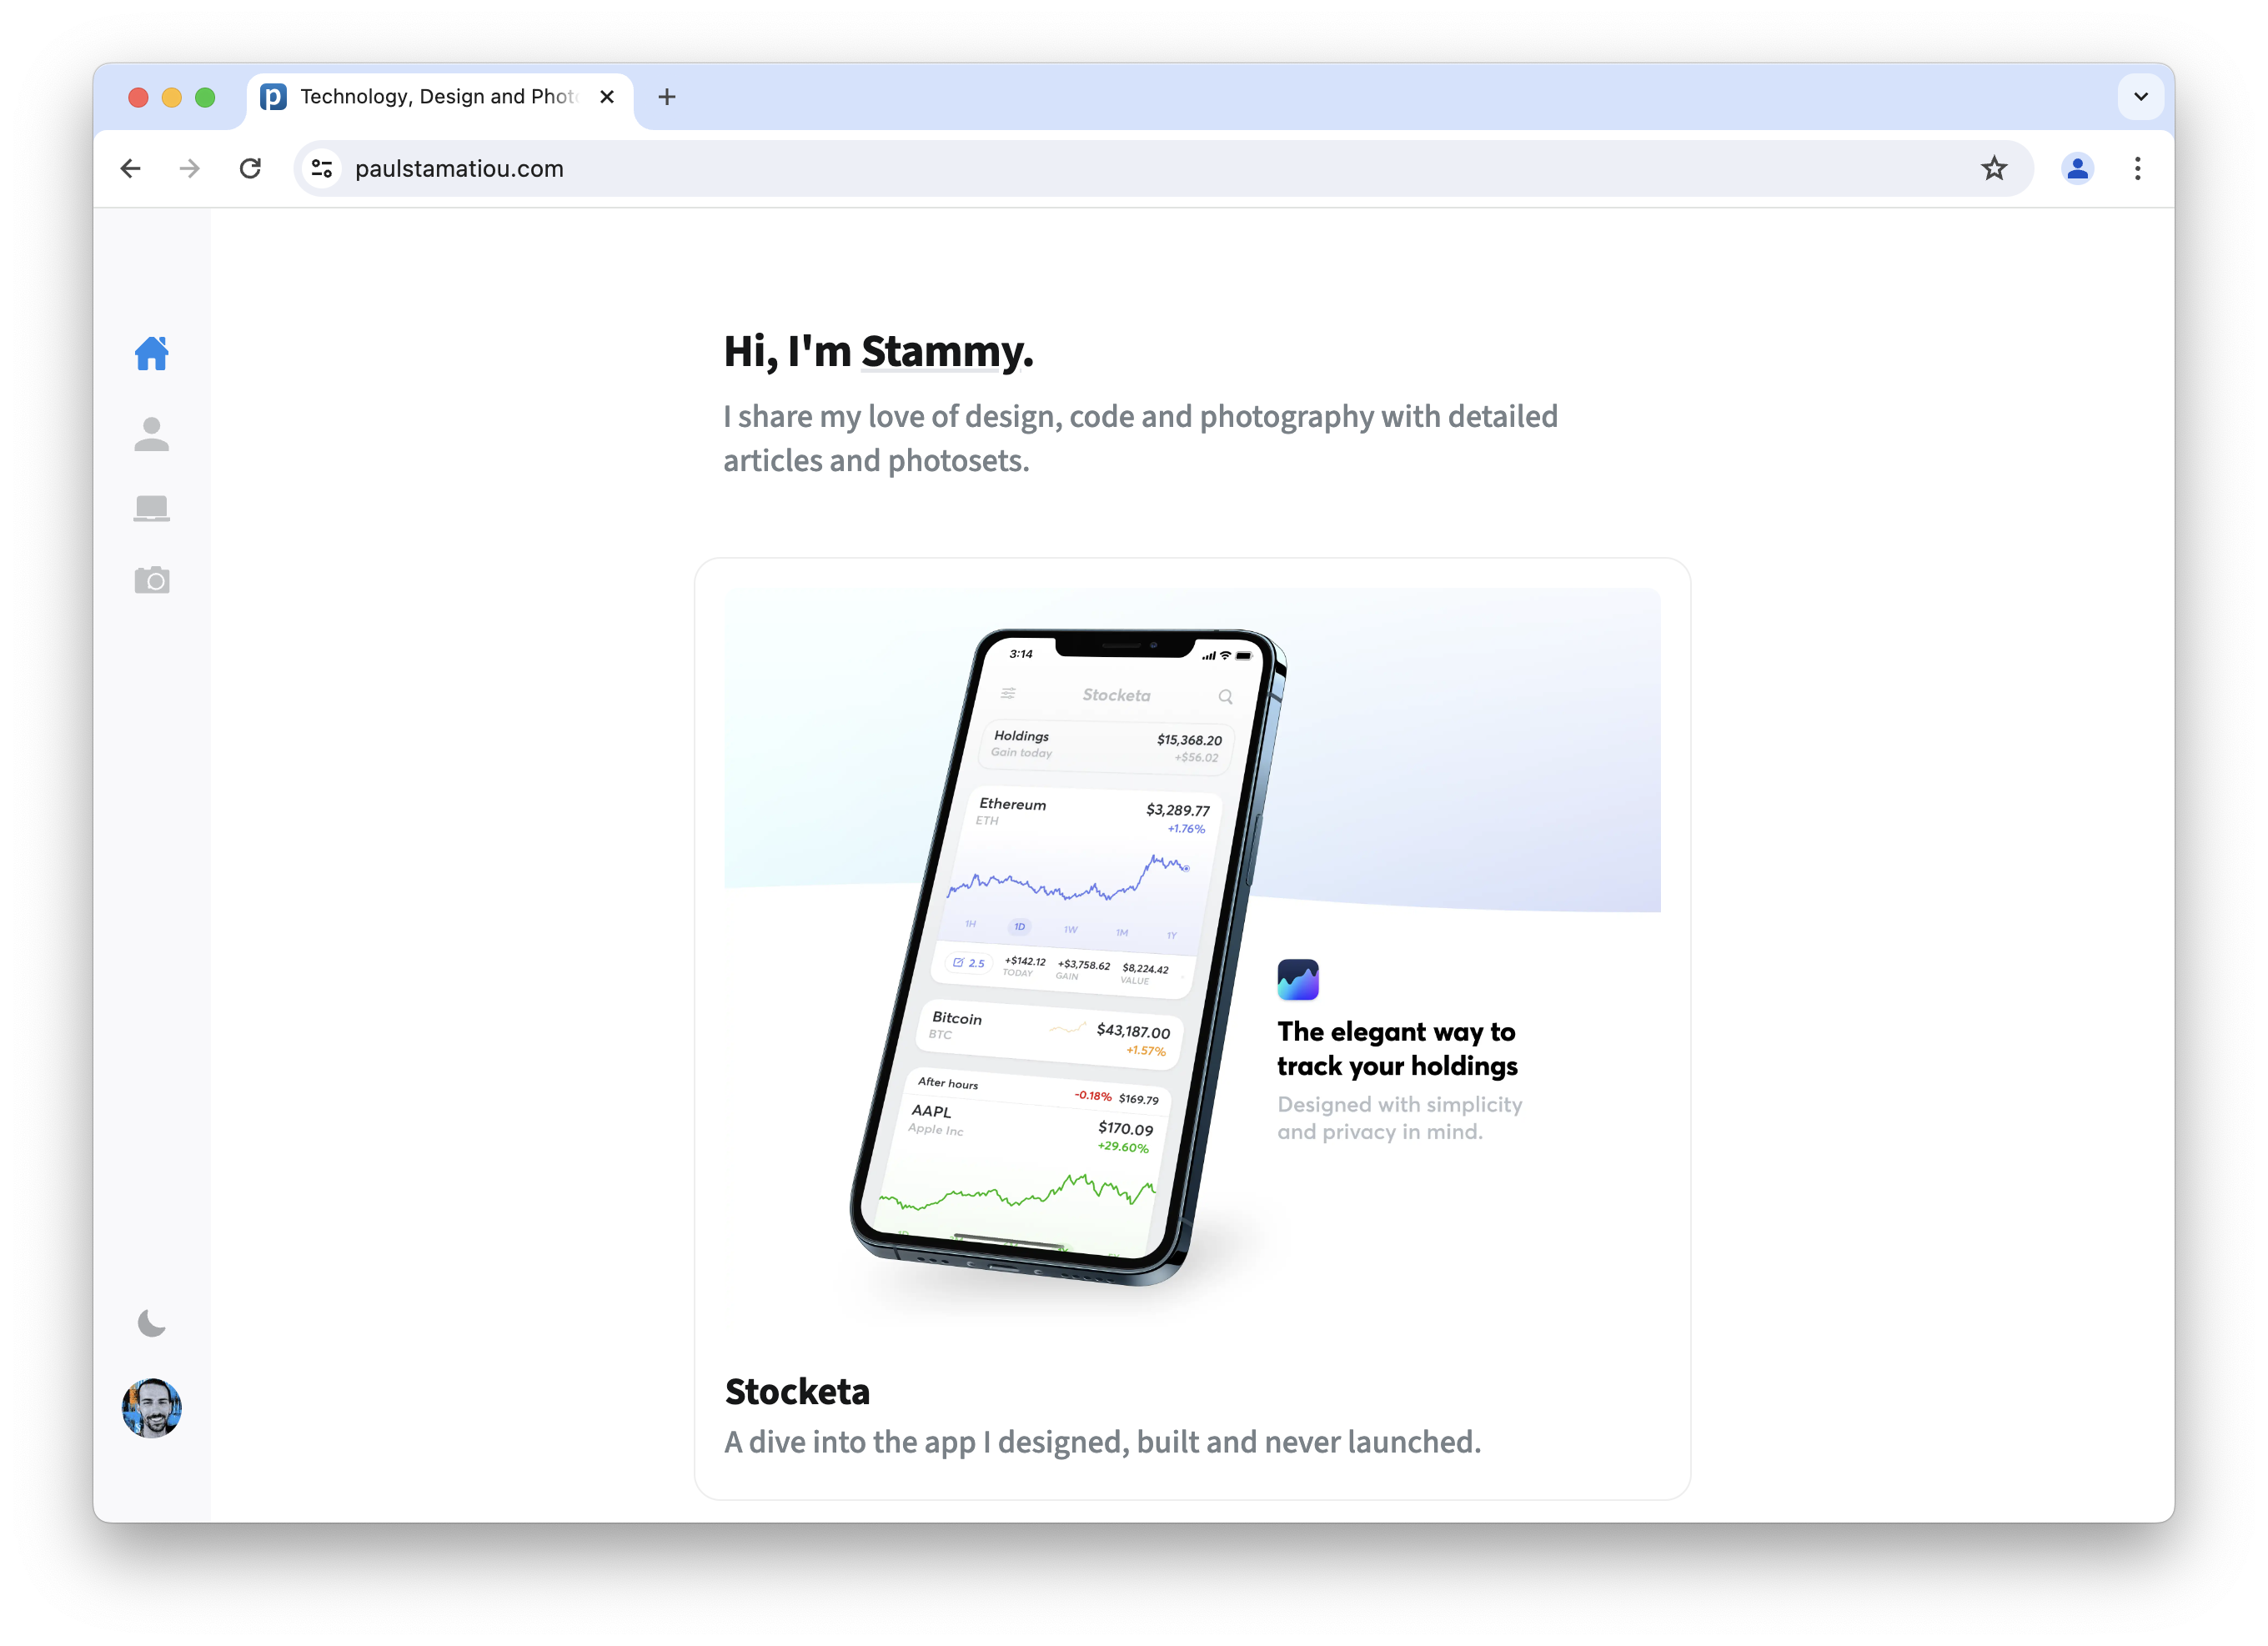 Technology, Design and Phot
paulstamatiou.com
Hi, I'm Stammy.
I share my love of design, code and photography with detailed
articles and photosets.
3:14
Stocketa
Holdings $15,368.20
Gain today +$56.02
Ethereum $3,289.77
ETH +1.76%
1H 1D 1W 1M 1Y
2.5 +$142.12 +$3,758.62 $8,224.42
TODAY GAIN VALUE
Bitcoin $43,187.00
BTC +1.57%
After hours -0.18% $169.79
AAPL $170.09
Apple Inc +29.60%
The elegant way to
track your holdings
Designed with simplicity
and privacy in mind.
Stocketa
A dive into the app I designed, built and never launched.